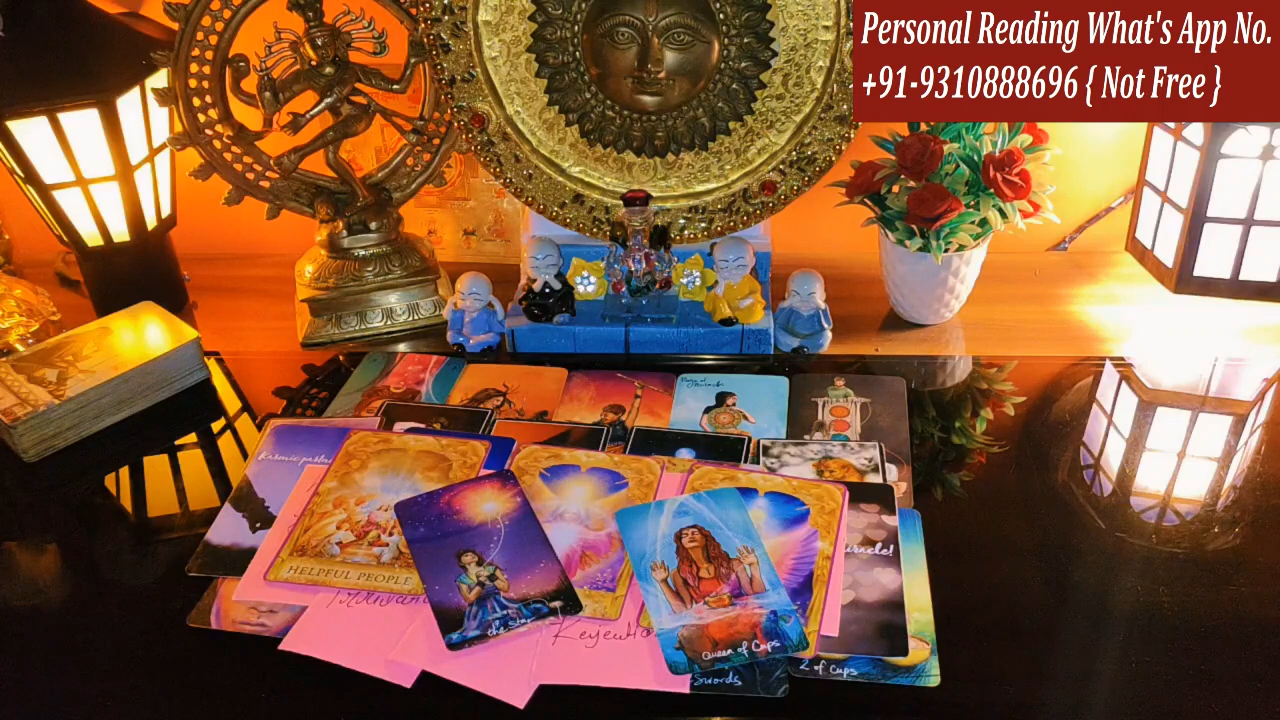 Personal Reading What's App No.
+91-9310888696 { Not Free }
Karmic
HELPFUL PEOPLE
the Star
Queen of Cups
Swords
2 of Cups